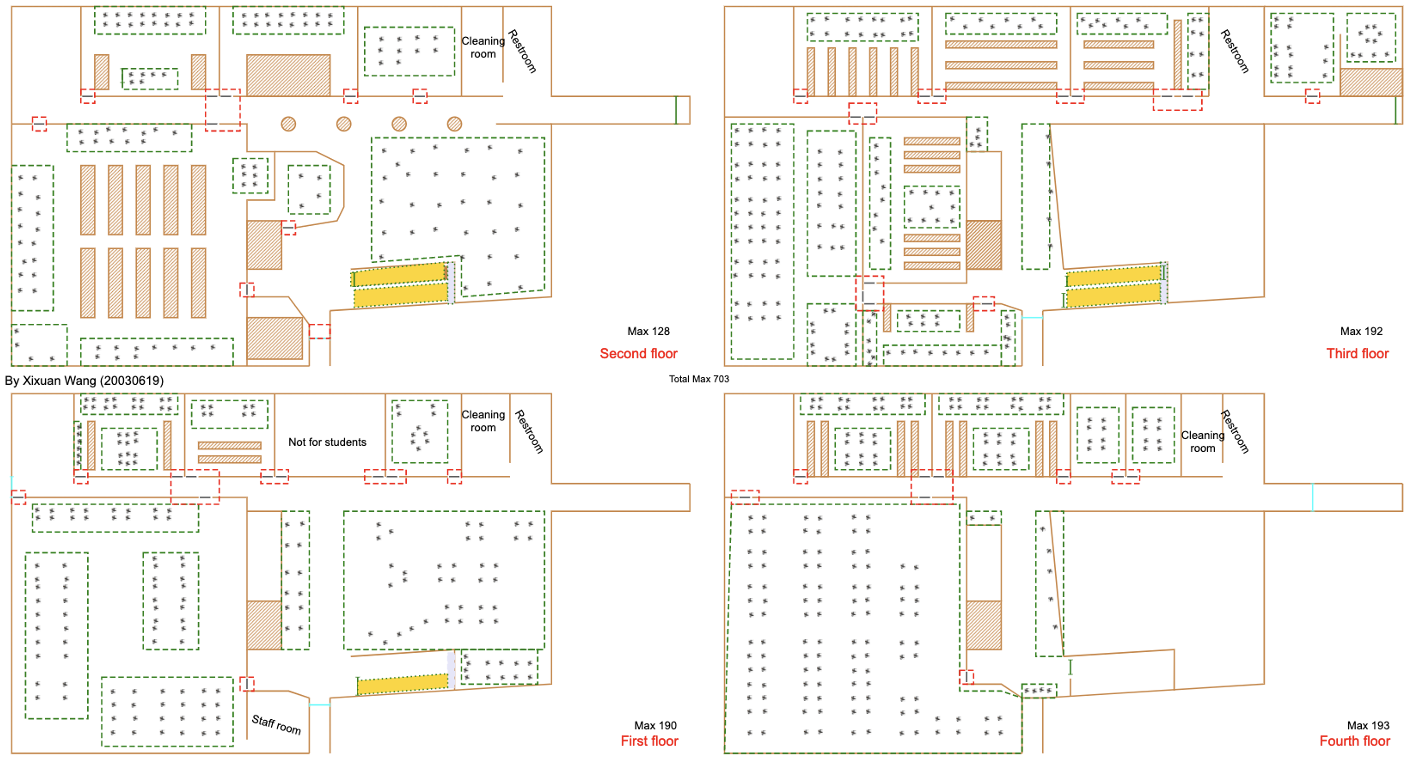 Cleaning
room
Restroom
Restroom
Max 128
Second floor
Max 192
Third floor
By Xixuan Wang (20030619)
Total Max 703
Not for students
Cleaning
room
Restroom
Staff room
Max 190
First floor
Cleaning
room
Restroom
Max 193
Fourth floor